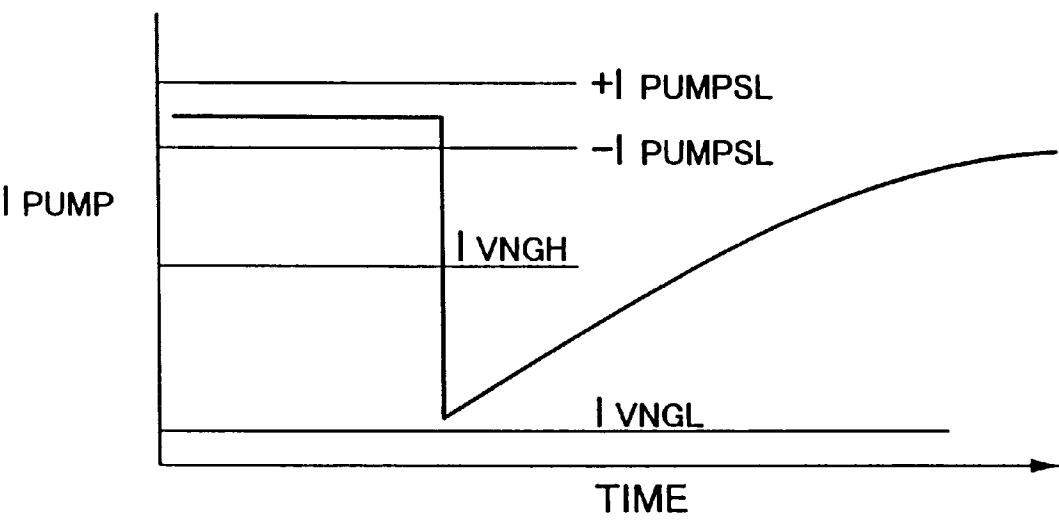 +I PUMPSL
-I PUMPSL
I PUMP
I VNGH
I VNGL
TIME